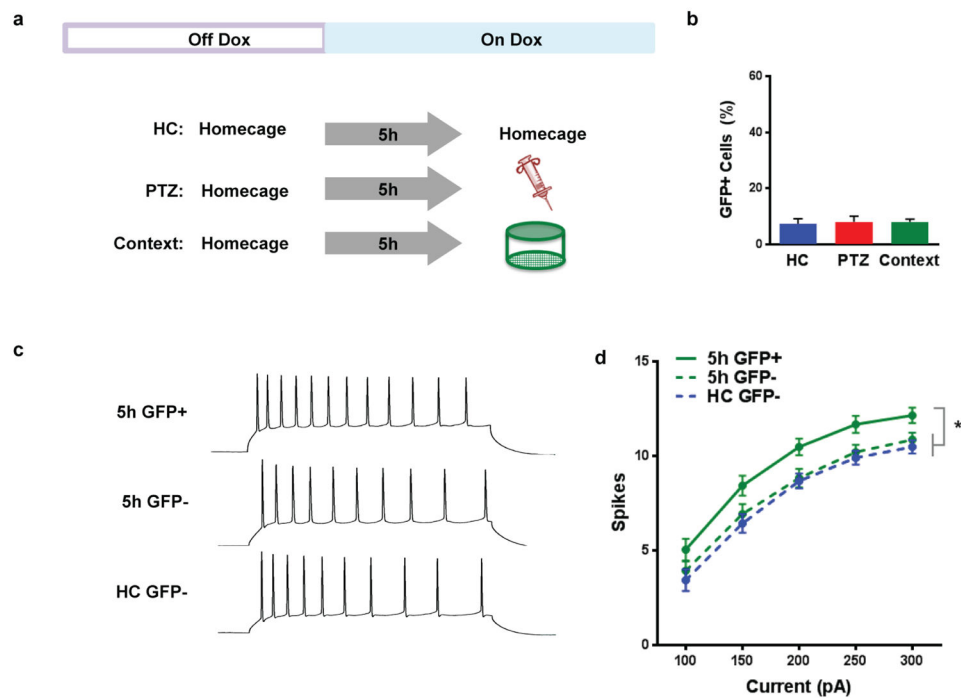 a
Off Dox On Dox
HC: Homecage 5h Homecage
PTZ: Homecage 5h
Context: Homecage 5h
b
GFP+ Cells (%)
60
40
20
0
HC PTZ Context
c
5h GFP+
5h GFP-
HC GFP-
d
5h GFP+
5h GFP-
HC GFP-
Spikes
15
10
5
0
*
100 150 200 250 300
Current (pA)